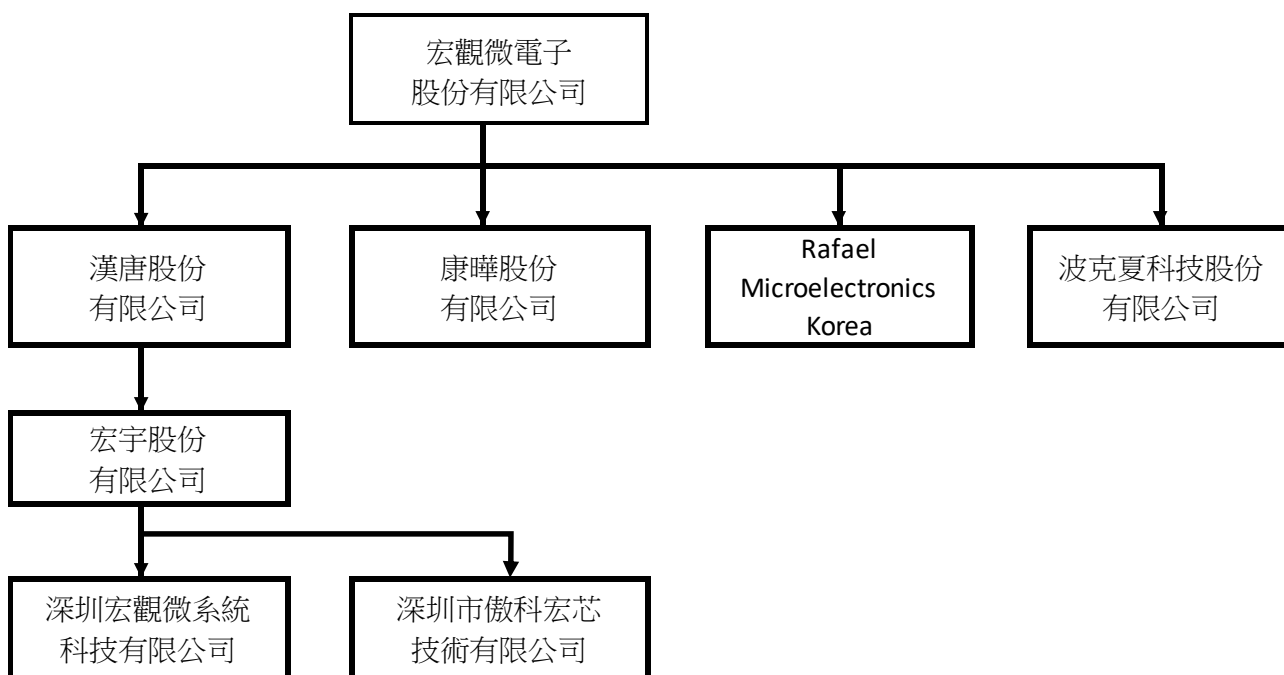 宏觀微電子
股份有限公司
漢唐股份
有限公司
康曄股份
有限公司
Rafael
Microelectronics
Korea
波克夏科技股份
有限公司
宏宇股份
有限公司
深圳宏觀微系統
科技有限公司
深圳市傲科宏芯
技術有限公司